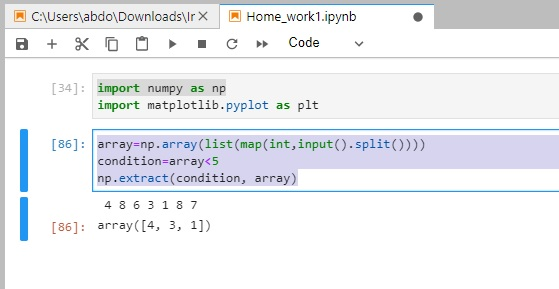 C:\Users\abdo\Downloads\Ir
Home_work1.ipynb
Code
[34]: import numpy as np
import matplotlib.pyplot as plt
[86]: array=np.array(list(map(int,input().split())))
condition=array<5
np.extract(condition, array)
4 8 6 3 1 8 7
[86]: array([4, 3, 1])